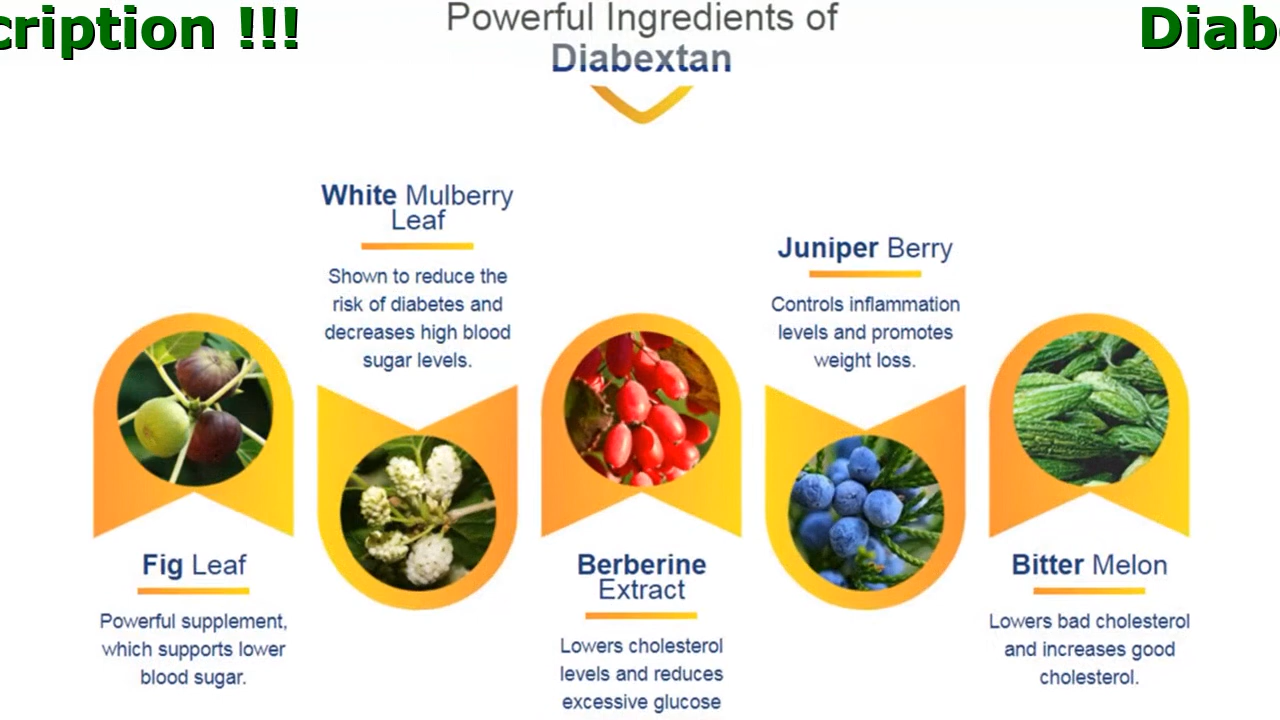 cription !!!
Powerful Ingredients of
Diabextan
Diab
White Mulberry
Leaf
Shown to reduce the
risk of diabetes and
decreases high blood
sugar levels.
Juniper Berry
Controls inflammation
levels and promotes
weight loss.
Fig Leaf
Powerful supplement,
which supports lower
blood sugar.
Berberine
Extract
Lowers cholesterol
levels and reduces
excessive glucose
Bitter Melon
Lowers bad cholesterol
and increases good
cholesterol.